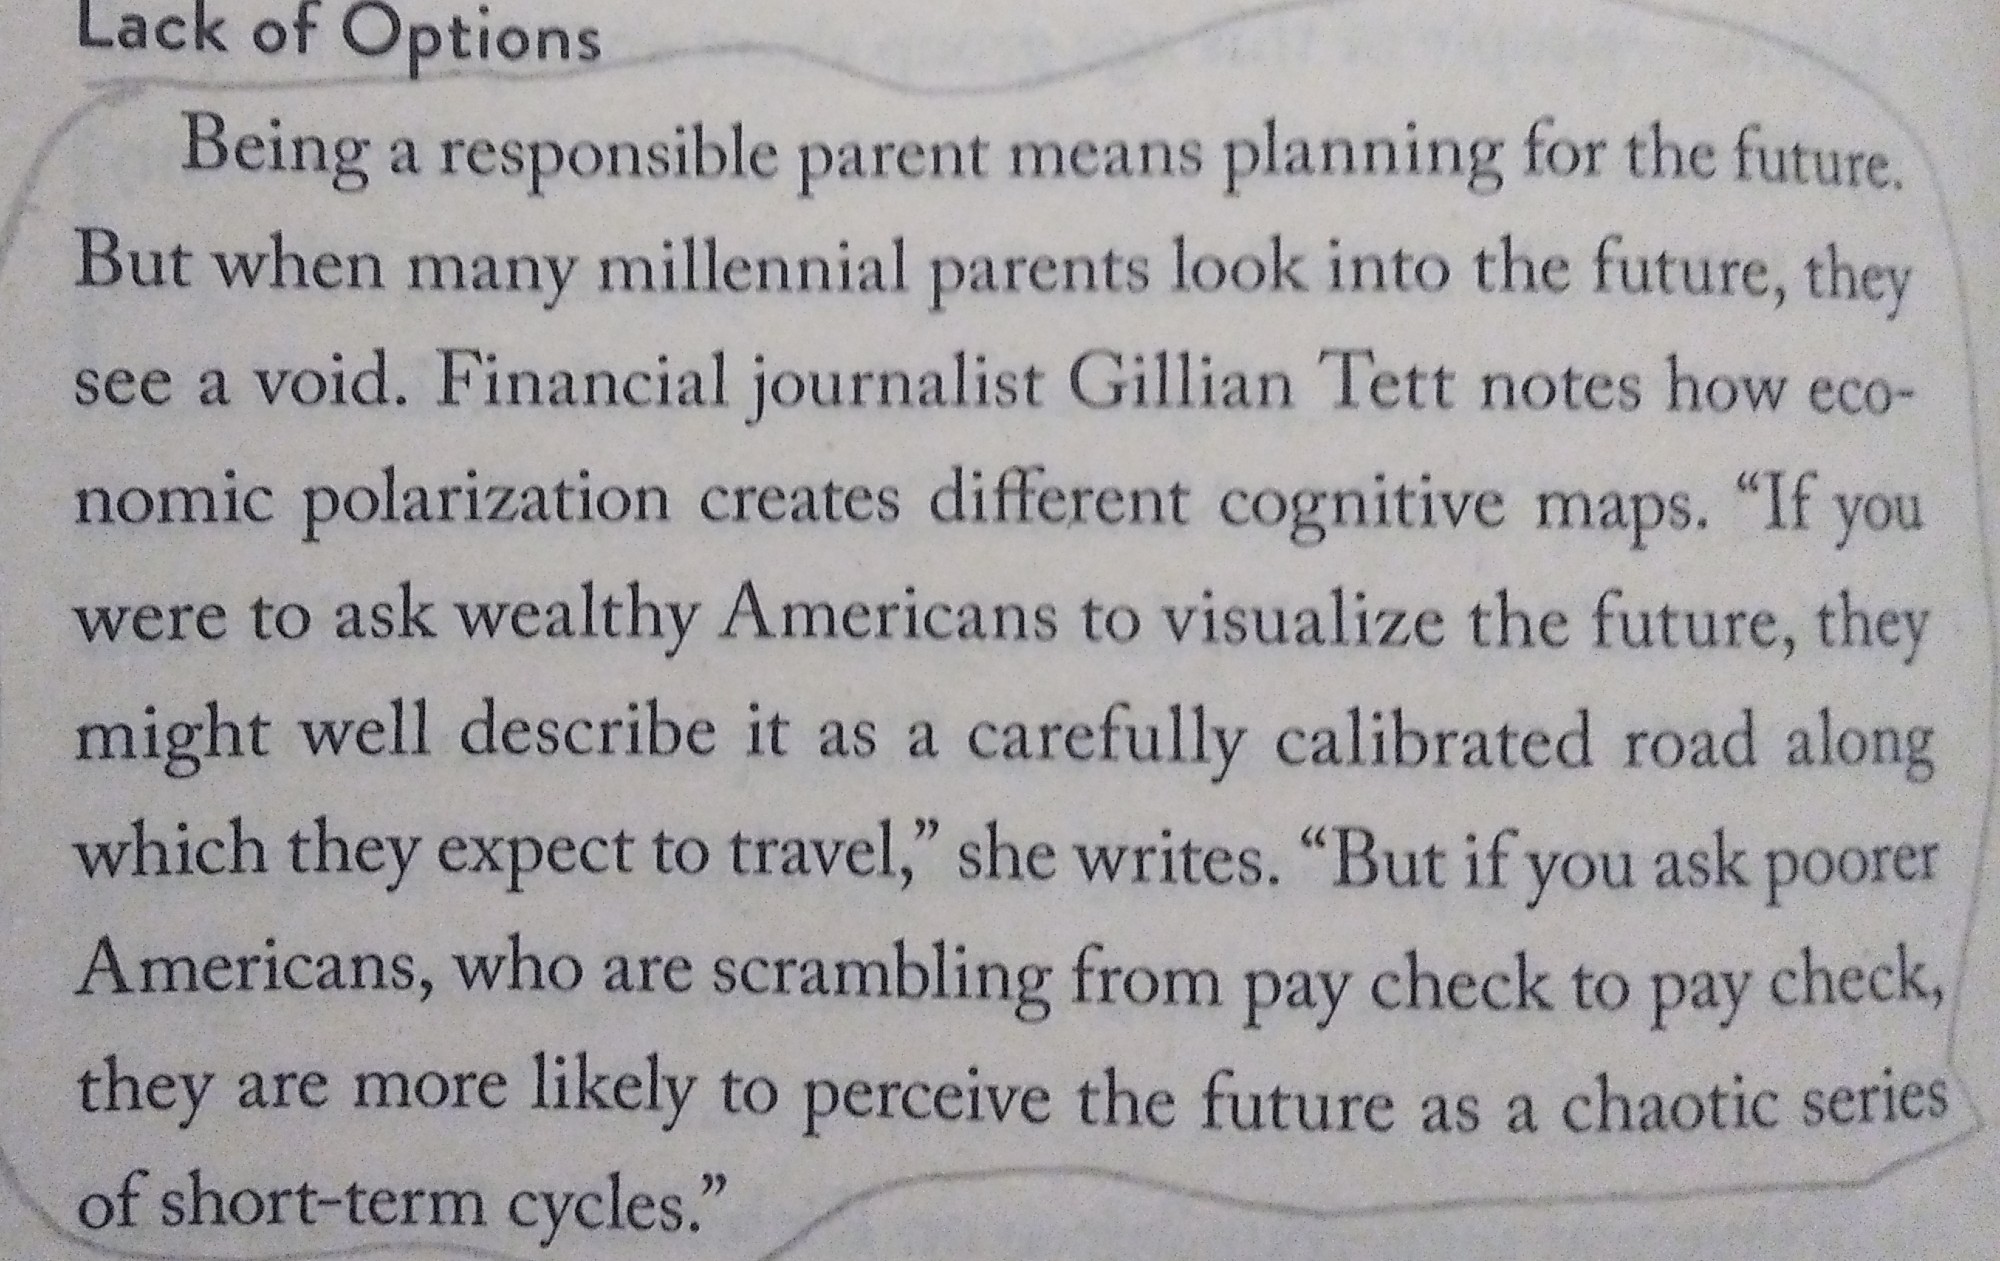 Lack of Options
Being a responsible parent means planning for the future.
But when many millennial parents look into the future, they
see a void. Financial journalist Gillian Tett notes how eco-
nomic polarization creates different cognitive maps. “If you
were to ask wealthy Americans to visualize the future, they
might well describe it as a carefully calibrated road along
which they expect to travel,” she writes. “But if you ask poorer
Americans, who are scrambling from pay check to pay check,
they are more likely to perceive the future as a chaotic series
of short-term cycles.”